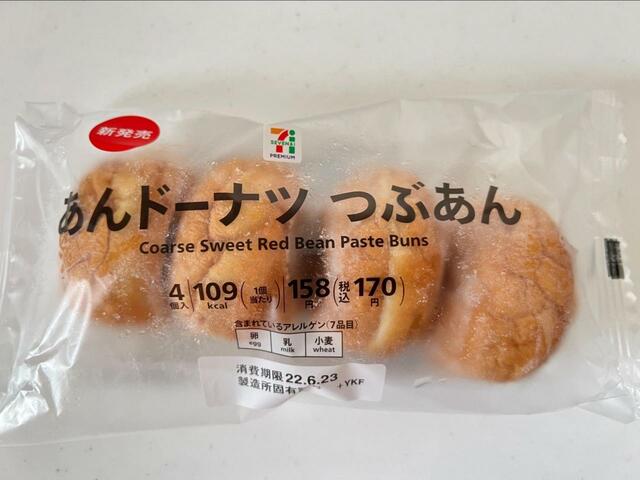 新発売
7 SEVEN&i
PREMIUM
あんドーナツ つぶあん
Coarse Sweet Red Bean Paste Buns
4個入 109kcal(1個当たり) 158円(税込170円)
含まれているアレルゲン(7品目)
卵 乳 小麦
egg milk wheat
消費期限22.6.23
製造所固有 +YKF